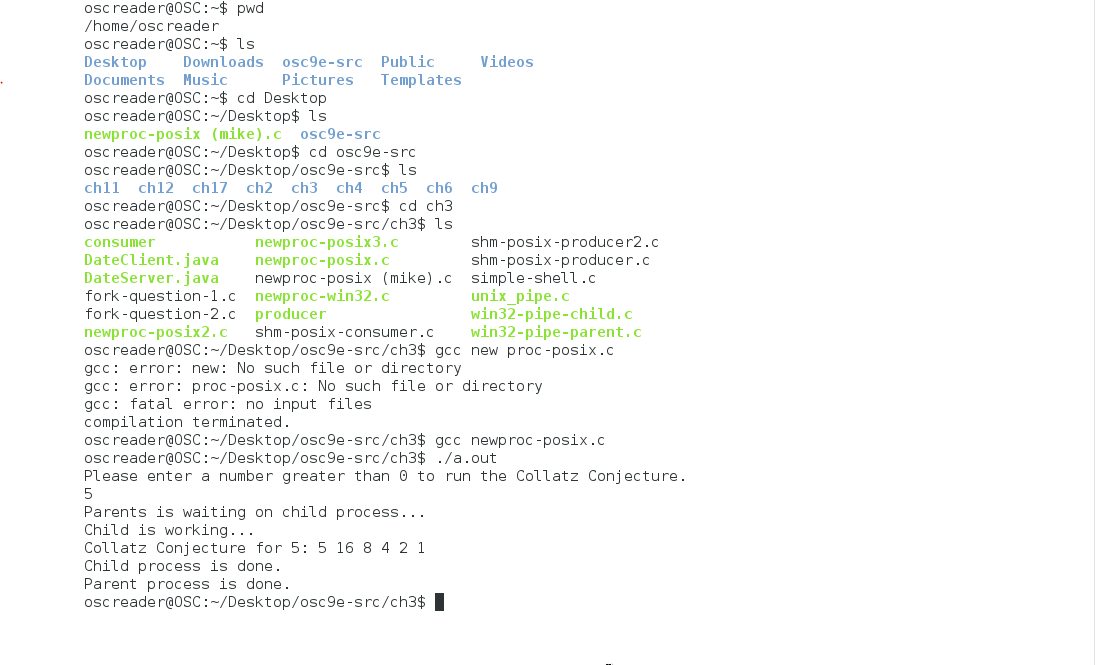 oscreader@OSC:~$ pwd
/home/oscreader
oscreader@OSC:~$ ls
Desktop    Downloads  osc9e-src  Public     Videos
Documents  Music      Pictures   Templates
oscreader@OSC:~$ cd Desktop
oscreader@OSC:~/Desktop$ ls
newproc-posix (mike).c  osc9e-src
oscreader@OSC:~/Desktop$ cd osc9e-src
oscreader@OSC:~/Desktop/osc9e-src$ ls
ch11  ch12  ch17  ch2  ch3  ch4  ch5  ch6  ch9
oscreader@OSC:~/Desktop/osc9e-src$ cd ch3
oscreader@OSC:~/Desktop/osc9e-src/ch3$ ls
consumer           newproc-posix3.c        shm-posix-producer2.c
DateClient.java    newproc-posix.c         shm-posix-producer.c
DateServer.java    newproc-posix (mike).c  simple-shell.c
fork-question-1.c  newproc-win32.c         unix_pipe.c
fork-question-2.c  producer                win32-pipe-child.c
newproc-posix2.c   shm-posix-consumer.c    win32-pipe-parent.c
oscreader@OSC:~/Desktop/osc9e-src/ch3$ gcc new proc-posix.c
gcc: error: new: No such file or directory
gcc: error: proc-posix.c: No such file or directory
gcc: fatal error: no input files
compilation terminated.
oscreader@OSC:~/Desktop/osc9e-src/ch3$ gcc newproc-posix.c
oscreader@OSC:~/Desktop/osc9e-src/ch3$ ./a.out
Please enter a number greater than 0 to run the Collatz Conjecture.
5
Parents is waiting on child process...
Child is working...
Collatz Conjecture for 5: 5 16 8 4 2 1
Child process is done.
Parent process is done.
oscreader@OSC:~/Desktop/osc9e-src/ch3$